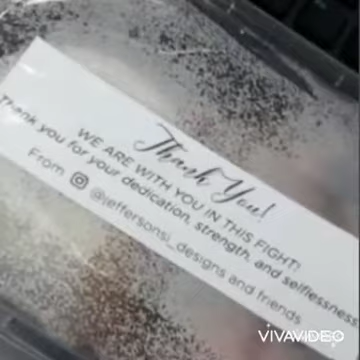 Thank You!
WE ARE WITH YOU IN THIS FIGHT!
Thank you for your dedication, strength, and selflessness
From @jeffersonsi_designs and friends
VIVAVIDEO